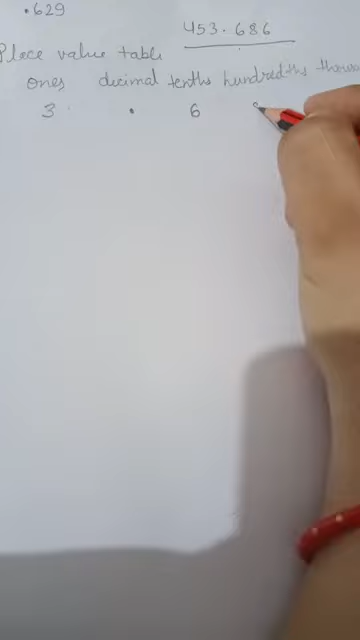 .629
453.686
Place value table
ones decimal tenths hundredths
3 . 6